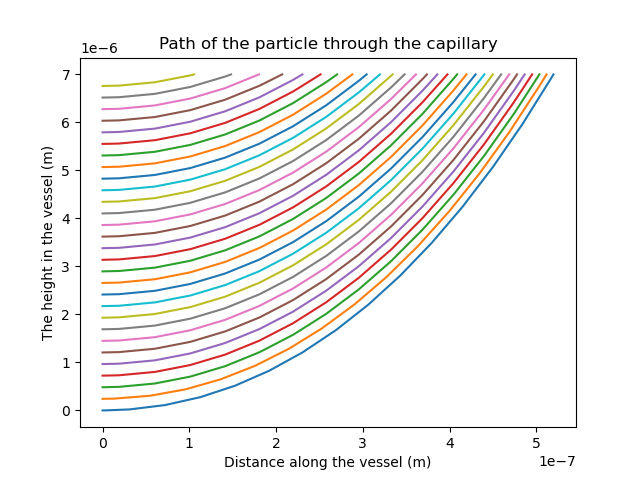 Path of the particle through the capillary
1e−6
7
6
5
4
3
2
1
0
The height in the vessel (m)
0 1 2 3 4 5
1e−7
Distance along the vessel (m)